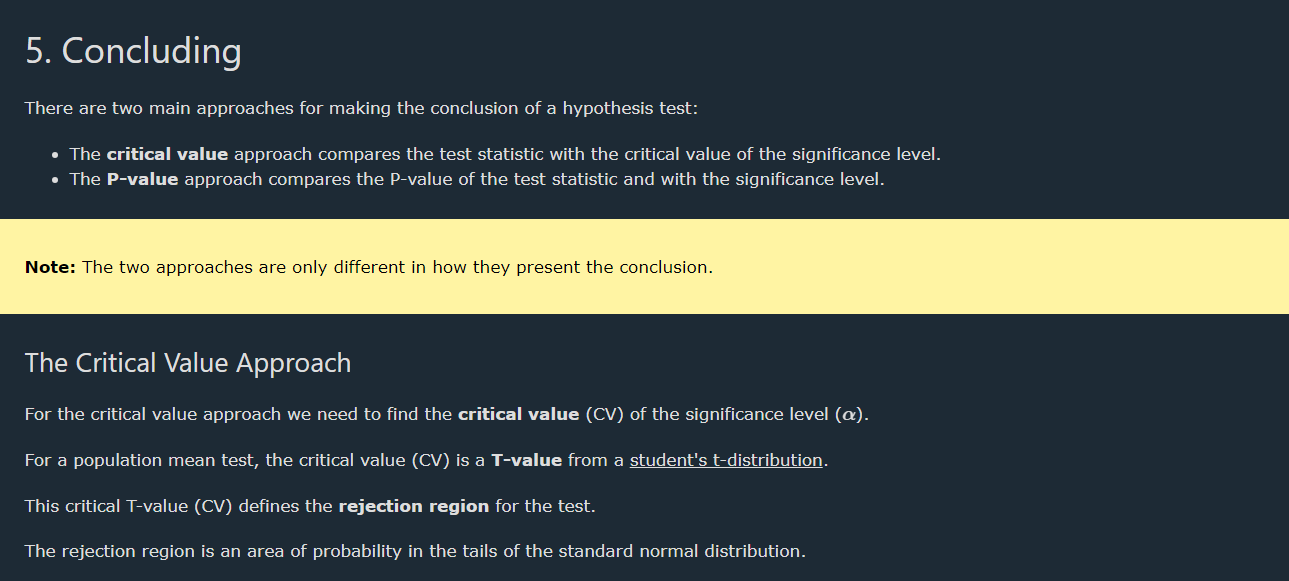 5. Concluding
There are two main approaches for making the conclusion of a hypothesis test:
• The critical value approach compares the test statistic with the critical value of the significance level.
• The P-value approach compares the P-value of the test statistic and with the significance level.
Note: The two approaches are only different in how they present the conclusion.
The Critical Value Approach
For the critical value approach we need to find the critical value (CV) of the significance level (α).
For a population mean test, the critical value (CV) is a T-value from a student's t-distribution.
This critical T-value (CV) defines the rejection region for the test.
The rejection region is an area of probability in the tails of the standard normal distribution.